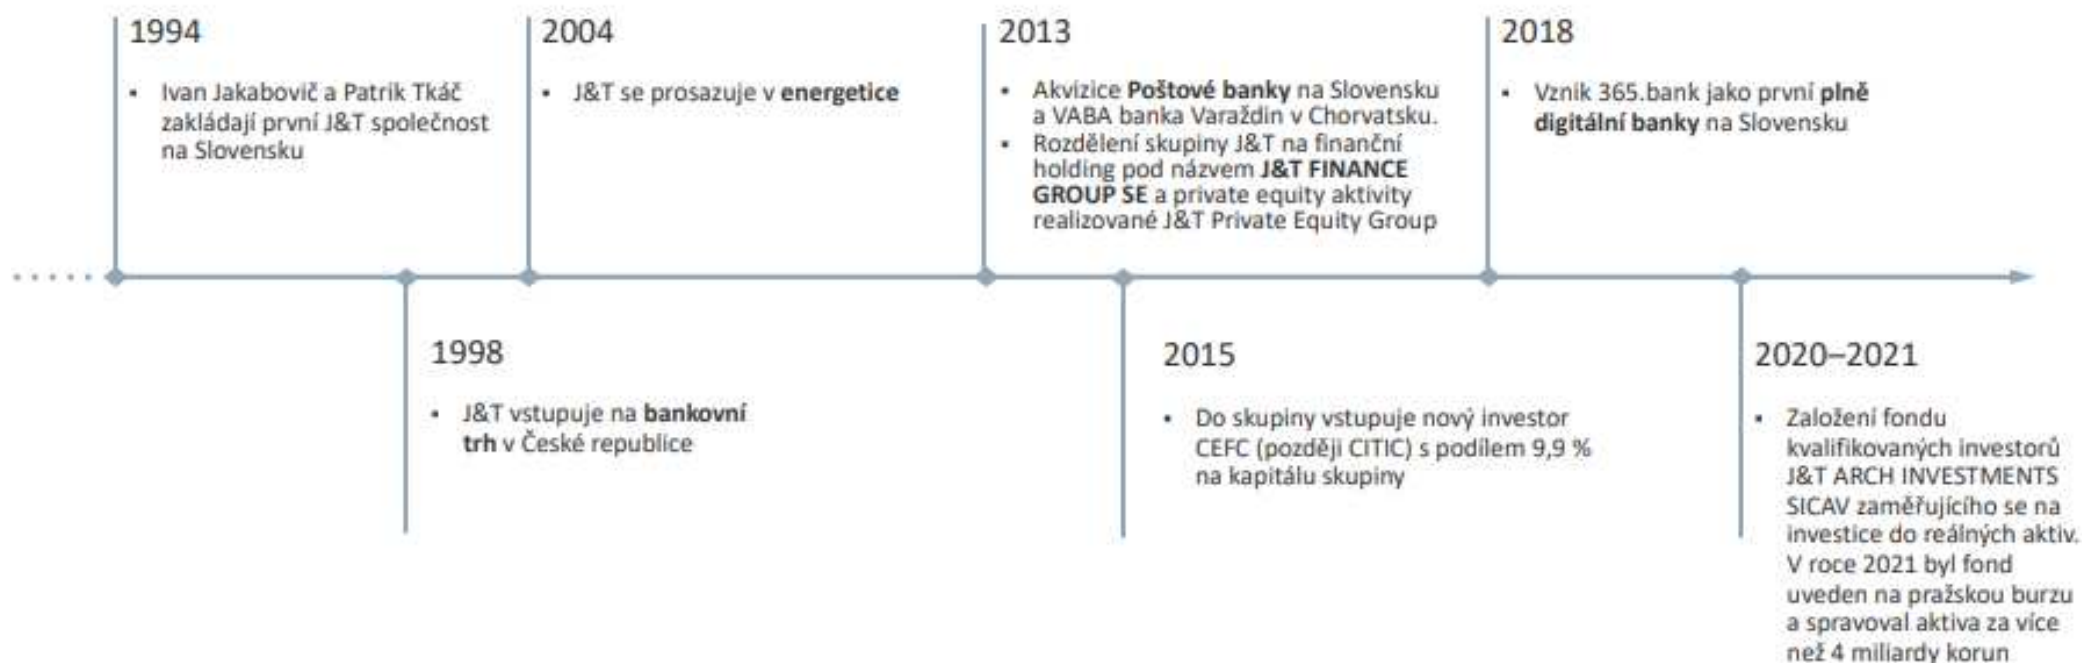 1994
▪ Ivan Jakabovič a Patrik Tkáč
zakládají první J&T společnost
na Slovensku
1998
▪ J&T vstupuje na bankovní
trh v České republice
2004
▪ J&T se prosazuje v energetice
2013
▪ Akvizice Poštové banky na Slovensku
a VABA banka Varaždin v Chorvatsku.
▪ Rozdělení skupiny J&T na finanční
holding pod názvem J&T FINANCE
GROUP SE a private equity aktivity
realizované J&T Private Equity Group
2015
▪ Do skupiny vstupuje nový investor
CEFC (později CITIC) s podílem 9,9 %
na kapitálu skupiny
2018
▪ Vznik 365.bank jako první plně
digitální banky na Slovensku
2020–2021
▪ Založení fondu
kvalifikovaných investorů
J&T ARCH INVESTMENTS
SICAV zaměřujícího se na
investice do reálných aktiv.
V roce 2021 byl fond
uveden na pražskou burzu
a spravoval aktiva za více
než 4 miliardy korun